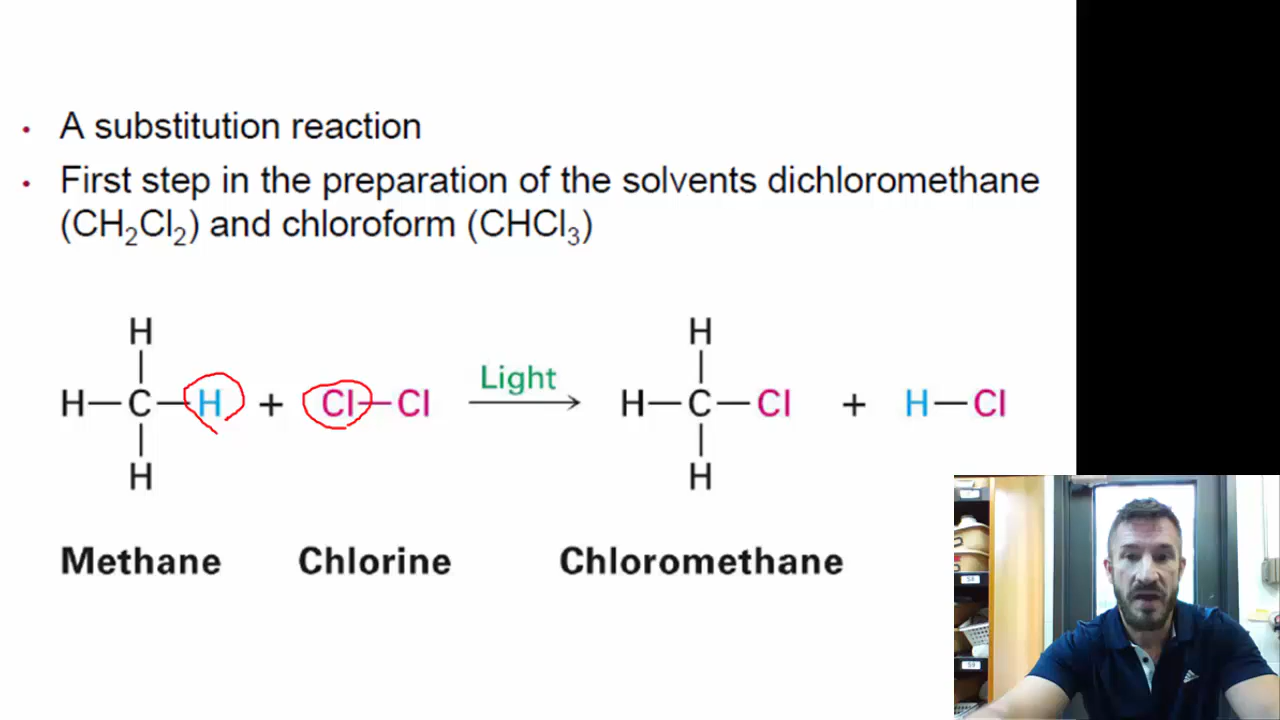 • A substitution reaction
• First step in the preparation of the solvents dichloromethane
(CH₂Cl₂) and chloroform (CHCl₃)
H H
H—C—H + Cl—Cl Light H—C—Cl + H—Cl
H H
Methane Chlorine Chloromethane